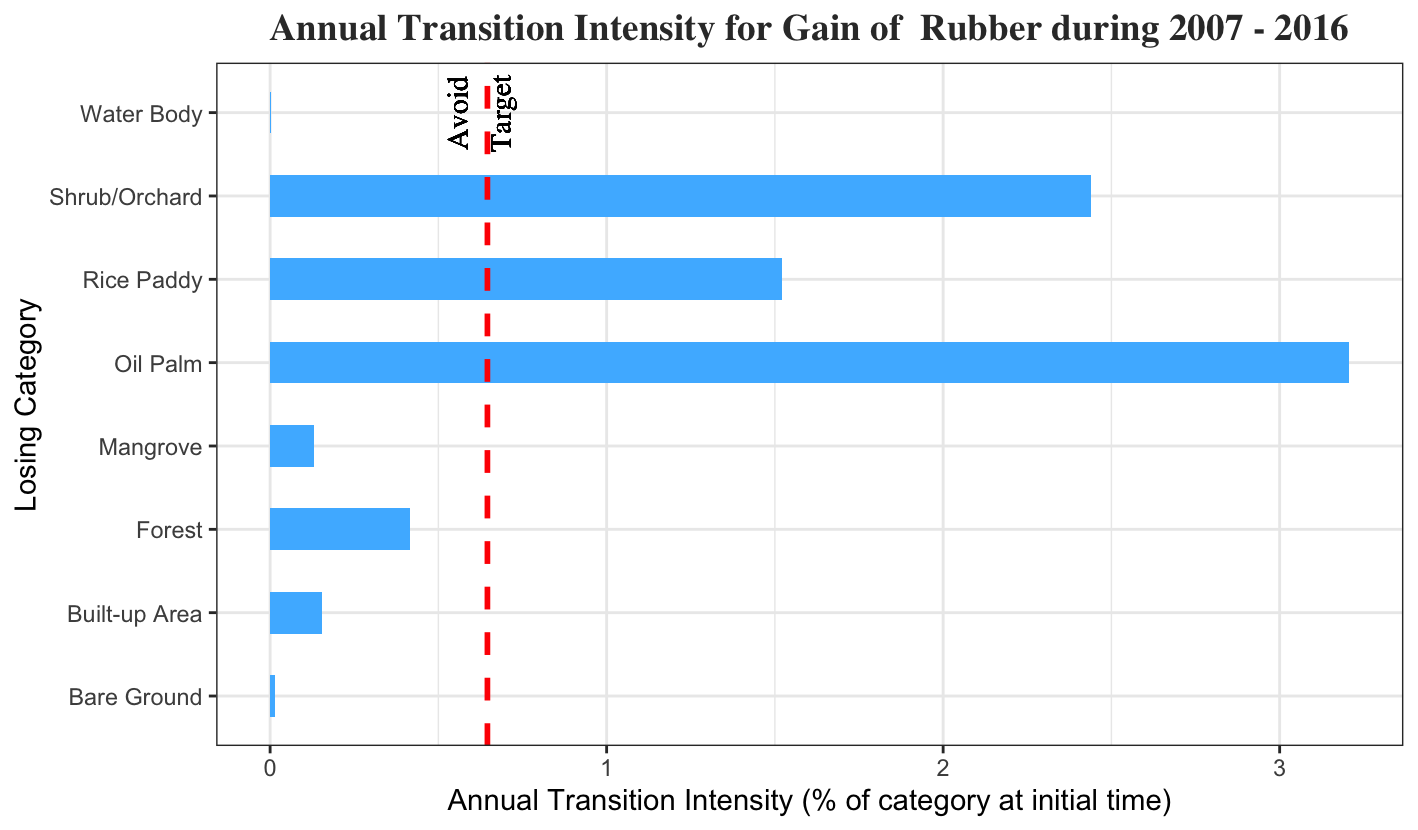 Annual Transition Intensity for Gain of  Rubber during 2007 - 2016
Avoid
Target
Water Body
Shrub/Orchard
Rice Paddy
Oil Palm
Mangrove
Forest
Built-up Area
Bare Ground
Losing Category
0 1 2 3
Annual Transition Intensity (% of category at initial time)